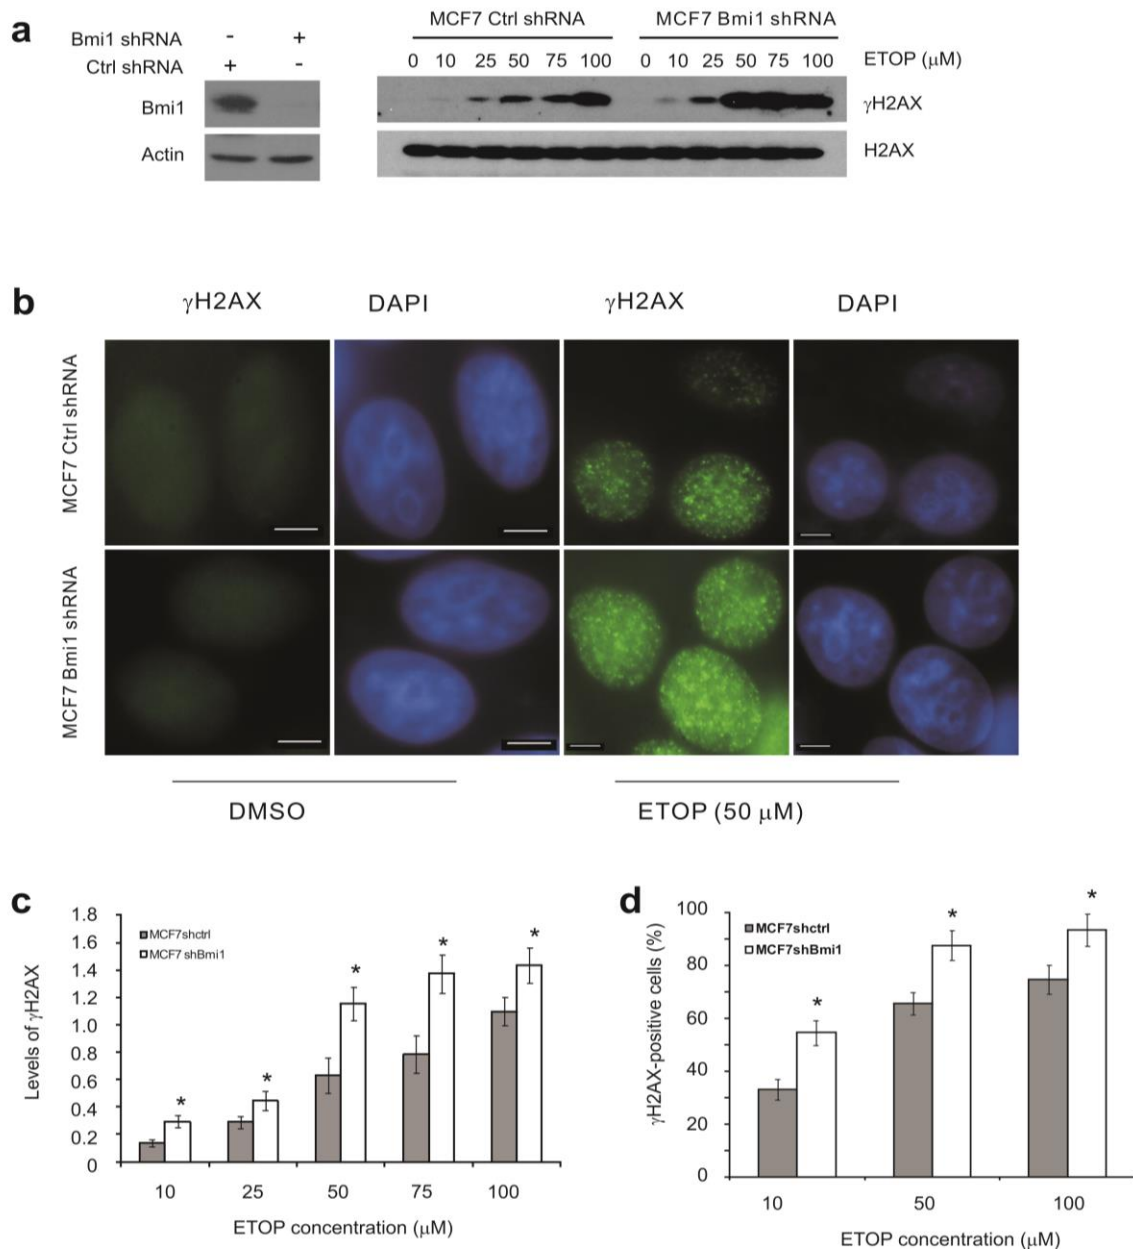 a
Bmi1 shRNA - +
Ctrl shRNA + -
Bmi1
Actin
MCF7 Ctrl shRNA MCF7 Bmi1 shRNA
0 10 25 50 75 100 0 10 25 50 75 100 ETOP (μM)
γH2AX
H2AX
b
γH2AX DAPI γH2AX DAPI
MCF7 Ctrl shRNA
MCF7 Bmi1 shRNA
DMSO ETOP (50 μM)
c
Levels of γH2AX
1.8
1.6
1.4
1.2
1.0
0.8
0.6
0.4
0.2
0
MCF7shctrl
MCF7 shBmi1
* * * * *
10 25 50 75 100
ETOP concentration (μM)
d
γH2AX-positive cells (%)
100
80
60
40
20
0
MCF7shctrl
MCF7shBmi1
* * *
10 50 100
ETOP concentration (μM)